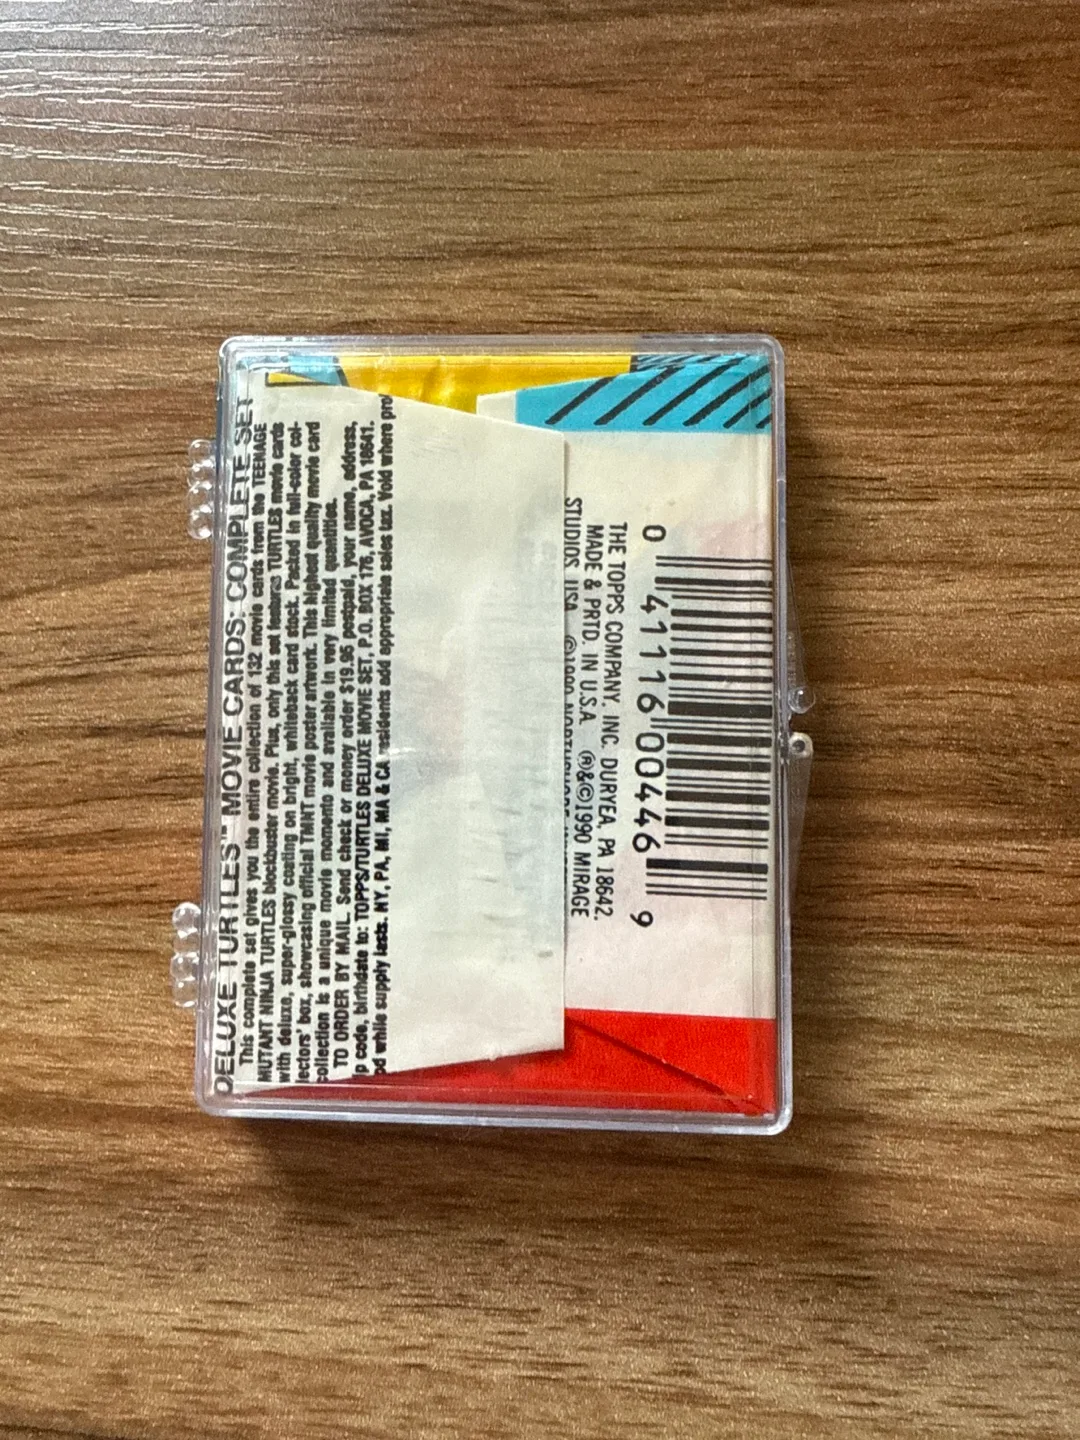 DELUXE TURTLES™ MOVIE CARDS: COMPLETE SET
This complete set gives you the entire collection of 132 movie cards from the TEENAGE
MUTANT NINJA TURTLES blockbuster movie. Plus, only this set features TURTLES movie cards
with deluxe, super-glossy coating on bright, whiteback card stock. Packed in full-color col-
lectors' box, showcasing official TMNT movie poster artwork. This highest quality movie card
collection is a unique movie momento and available in very limited quantities.
TO ORDER BY MAIL. Send check or money order $19.95 postpaid, your name, address,
p code, birthdate to: TOPPS/TURTLES DELUXE MOVIE SET, P.O. BOX 176, AVOCA, PA 18641.
od while supply lasts. NY, PA, MI, MA & CA residents add appropriate sales tax. Void where
0 41116 00446 9
THE TOPPS COMPANY, INC. DURYEA, PA 18642.
MADE & PRTD. IN U.S.A. ®&©1990 MIRAGE
STUDIOS USA ©1990